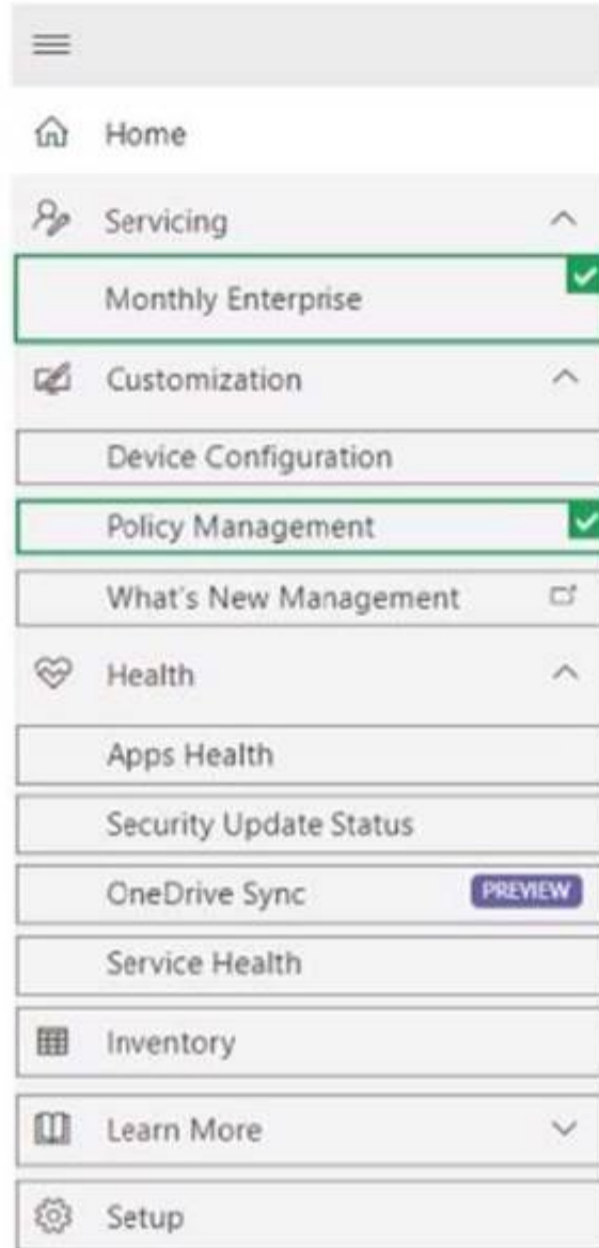 Home
Servicing
Monthly Enterprise
Customization
Device Configuration
Policy Management
What's New Management
Health
Apps Health
Security Update Status
OneDrive Sync PREVIEW
Service Health
Inventory
Learn More
Setup